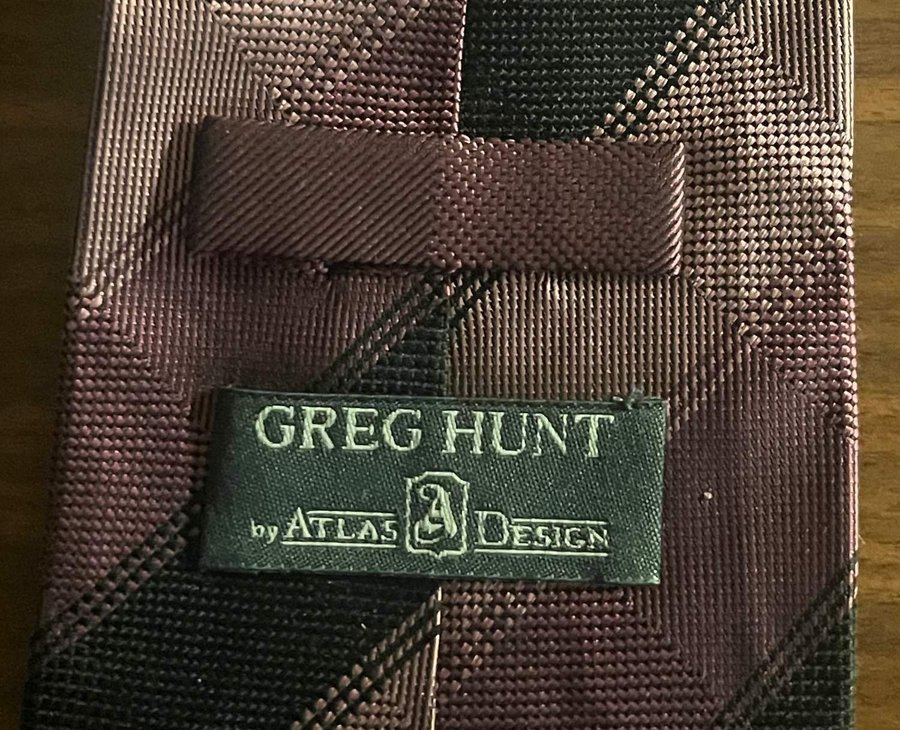 GREG HUNT
by ATLAS A DESIGN